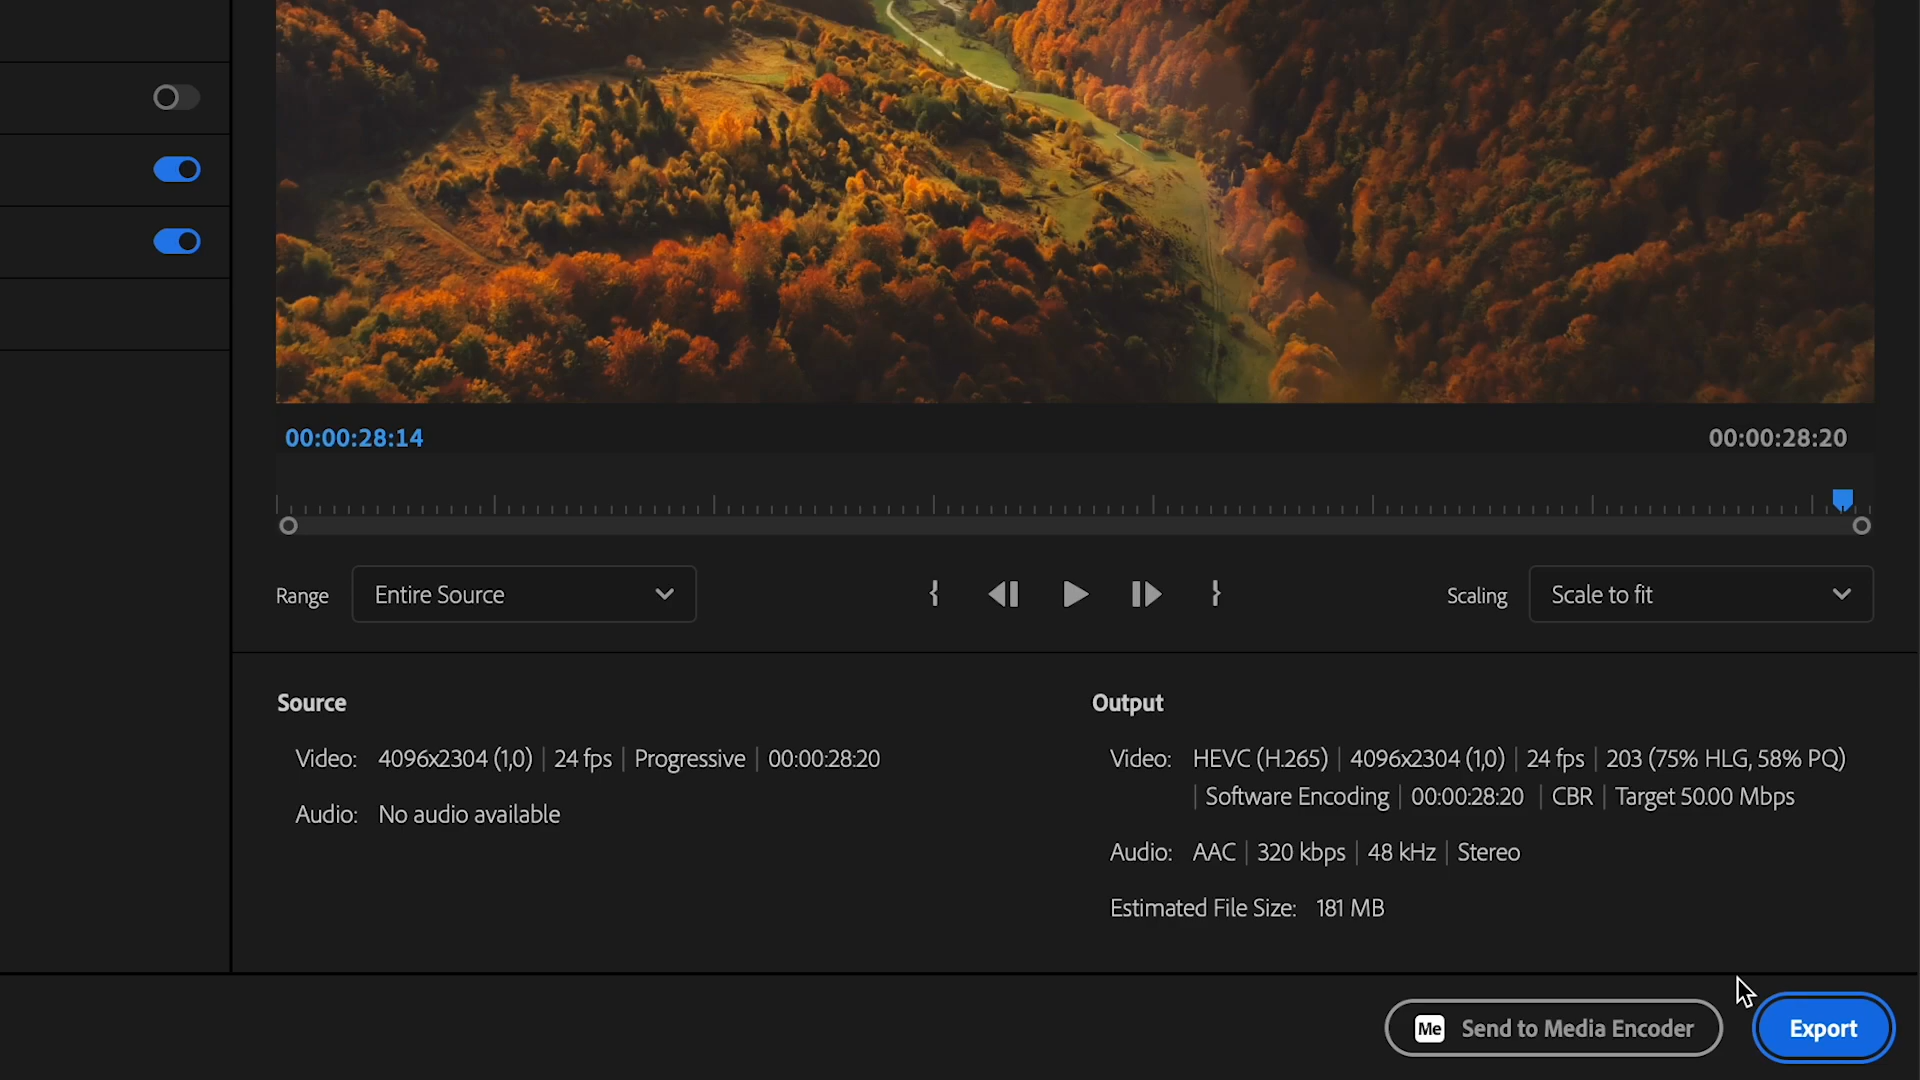 00:00:28:14
00:00:28:20
Range
Entire Source
Scaling
Scale to fit
Source
Video: 4096x2304 (1,0) | 24 fps | Progressive | 00:00:28:20
Audio: No audio available
Output
Video: HEVC (H.265) | 4096x2304 (1,0) | 24 fps | 203 (75% HLG, 58% PQ)
| Software Encoding | 00:00:28:20 | CBR | Target 50.00 Mbps
Audio: AAC | 320 kbps | 48 kHz | Stereo
Estimated File Size: 181 MB
Me Send to Media Encoder
Export